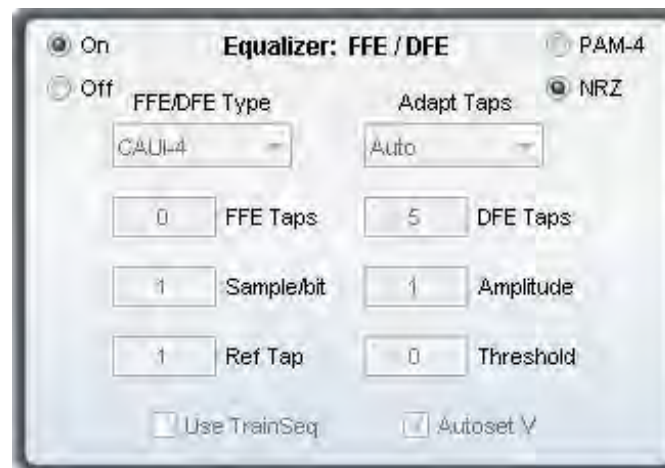 On Equalizer: FFE / DFE PAM-4
Off NRZ
FFE/DFE Type Adapt Taps
CAUI-4 Auto
0 FFE Taps 5 DFE Taps
1 Sample/bit 1 Amplitude
1 Ref Tap 0 Threshold
Use TrainSeq Autoset V